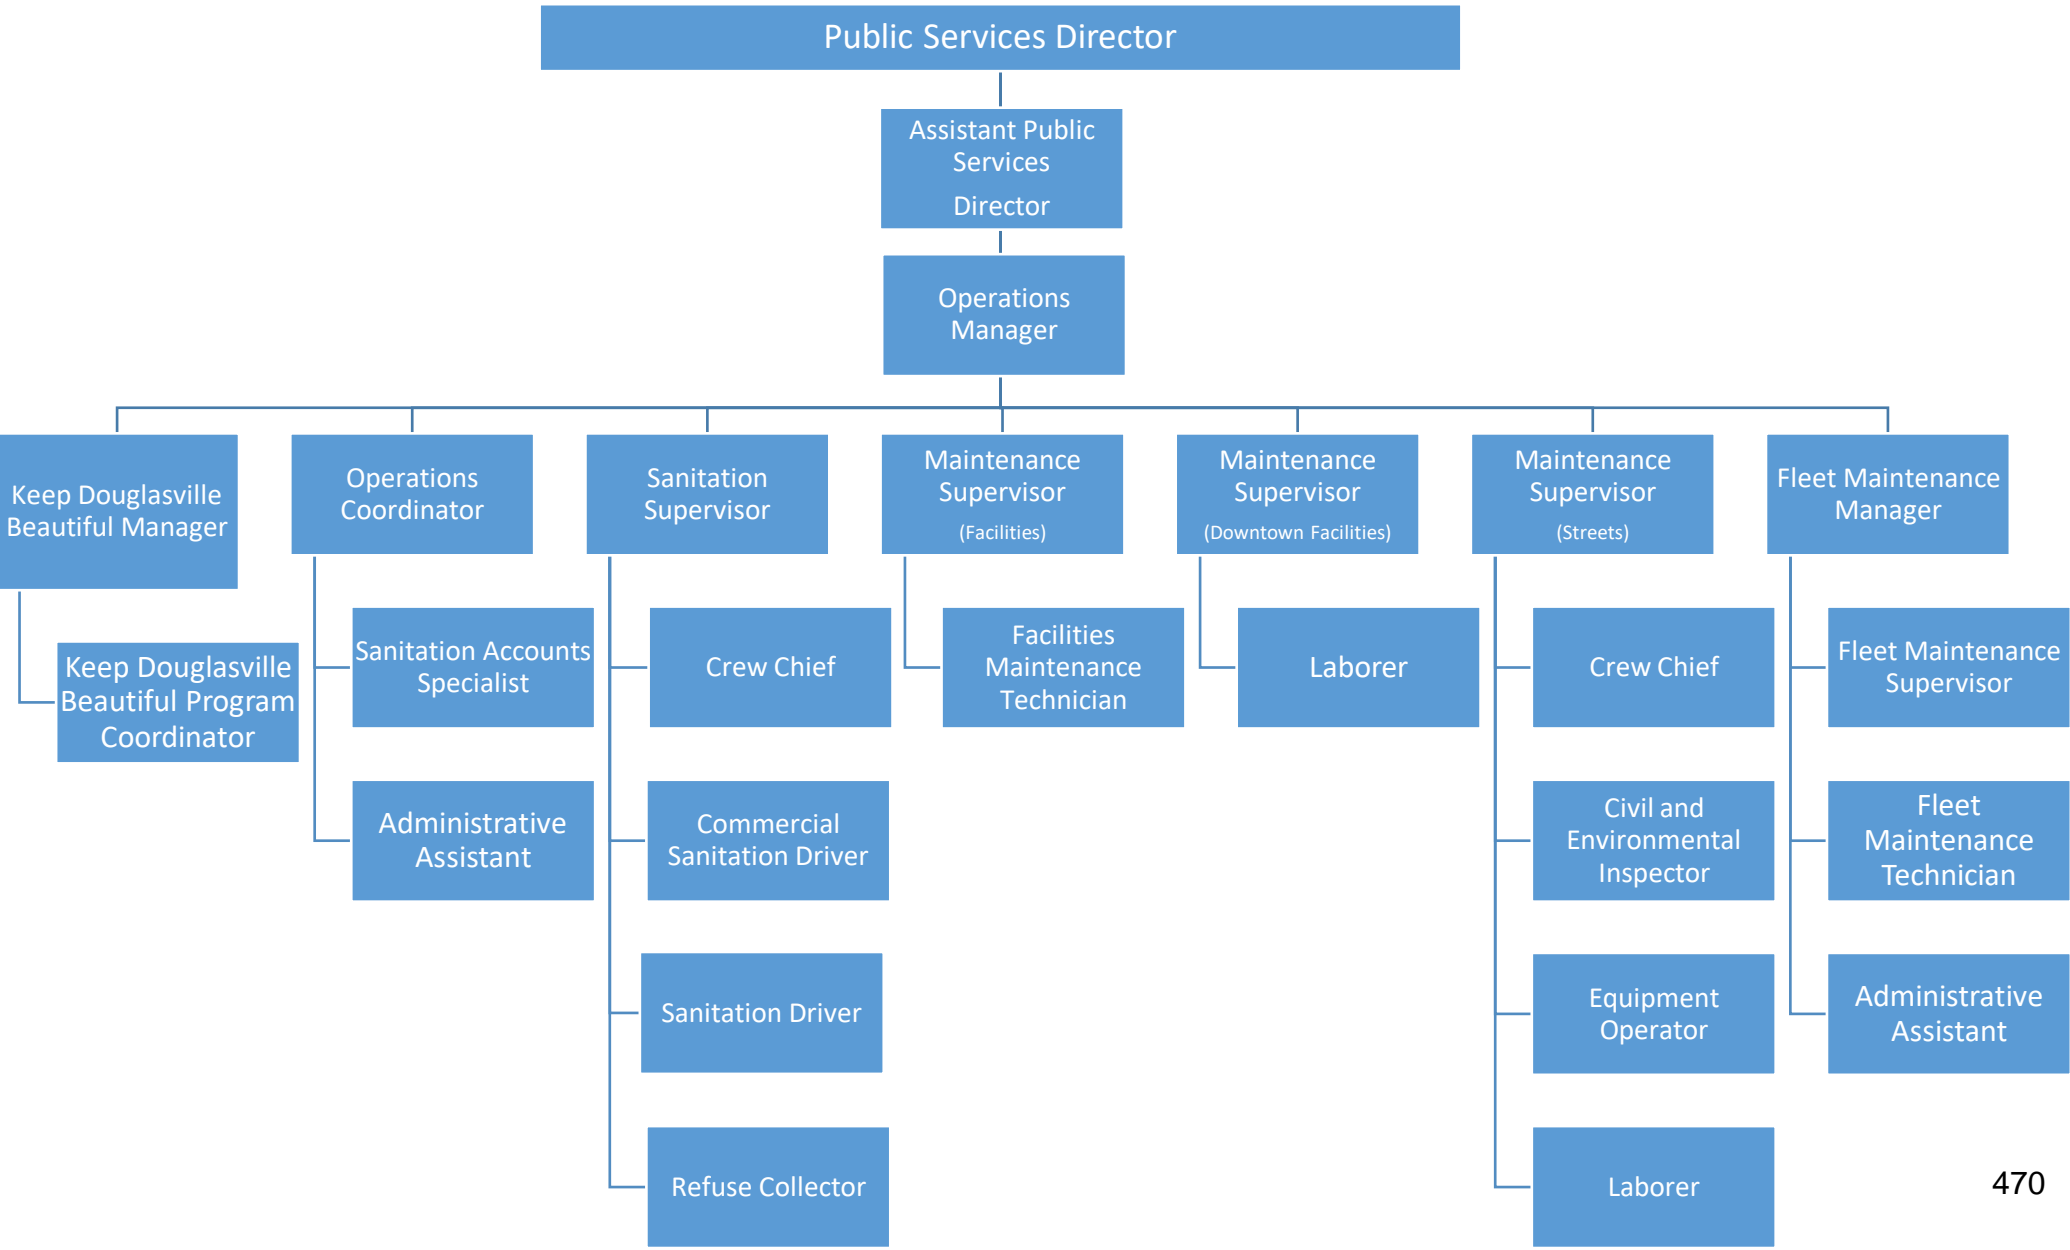 Public Services Director
Assistant Public
Services
Director
Operations
Manager
Keep Douglasville
Beautiful Manager
Operations
Coordinator
Sanitation
Supervisor
Maintenance
Supervisor
(Facilities)
Maintenance
Supervisor
(Downtown Facilities)
Maintenance
Supervisor
(Streets)
Fleet Maintenance
Manager
Keep Douglasville
Beautiful Program
Coordinator
Sanitation Accounts
Specialist
Administrative
Assistant
Crew Chief
Commercial
Sanitation Driver
Sanitation Driver
Refuse Collector
Facilities
Maintenance
Technician
Laborer
Crew Chief
Civil and
Environmental
Inspector
Equipment
Operator
Laborer
Fleet Maintenance
Supervisor
Fleet
Maintenance
Technician
Administrative
Assistant
470